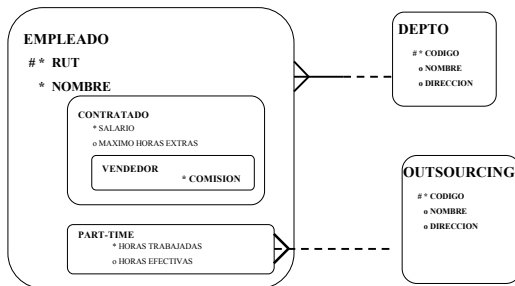 EMPLEADO
# * RUT
* NOMBRE
CONTRATADO
* SALARIO
o MAXIMO HORAS EXTRAS
VENDEDOR
* COMISION
PART-TIME
* HORAS TRABAJADAS
o HORAS EFECTIVAS
DEPTO
# * CODIGO
o NOMBRE
o DIRECCION
OUTSOURCING
# * CODIGO
o NOMBRE
o DIRECCION